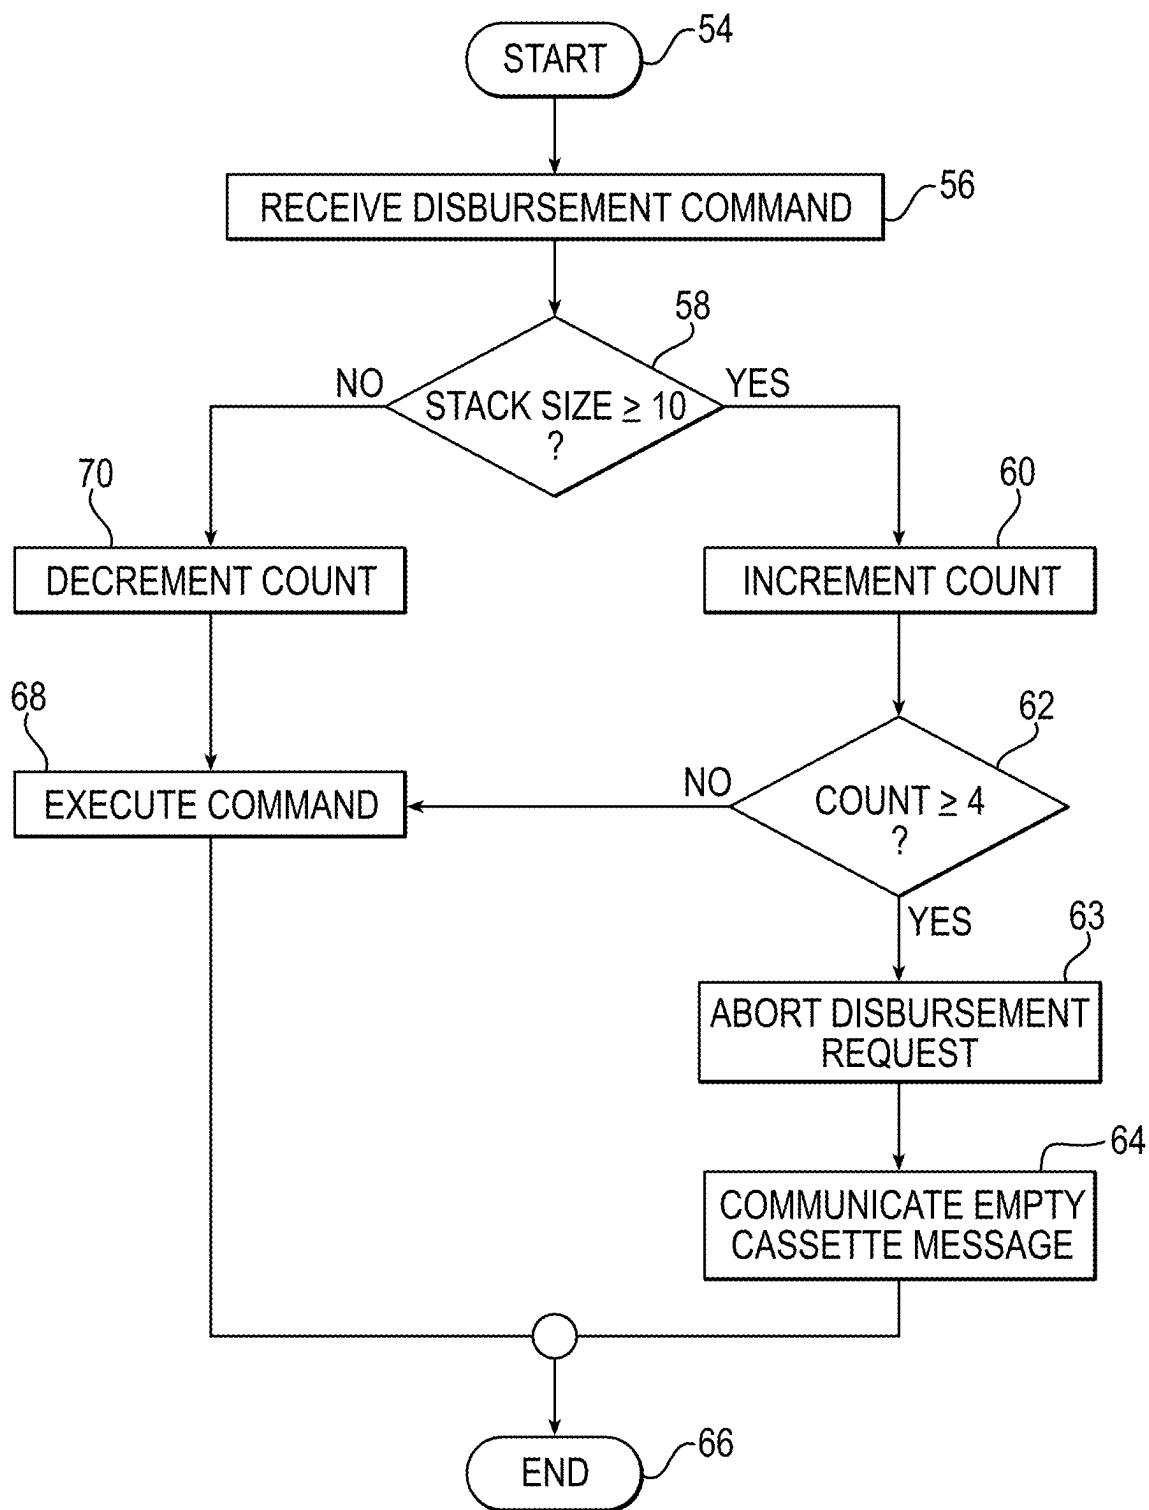 START
54
RECEIVE DISBURSEMENT COMMAND
56
58
NO
STACK SIZE ≥ 10
?
YES
70
60
DECREMENT COUNT
INCREMENT COUNT
68
62
EXECUTE COMMAND
NO
COUNT ≥ 4
?
YES
63
ABORT DISBURSEMENT
REQUEST
64
COMMUNICATE EMPTY
CASSETTE MESSAGE
END
66